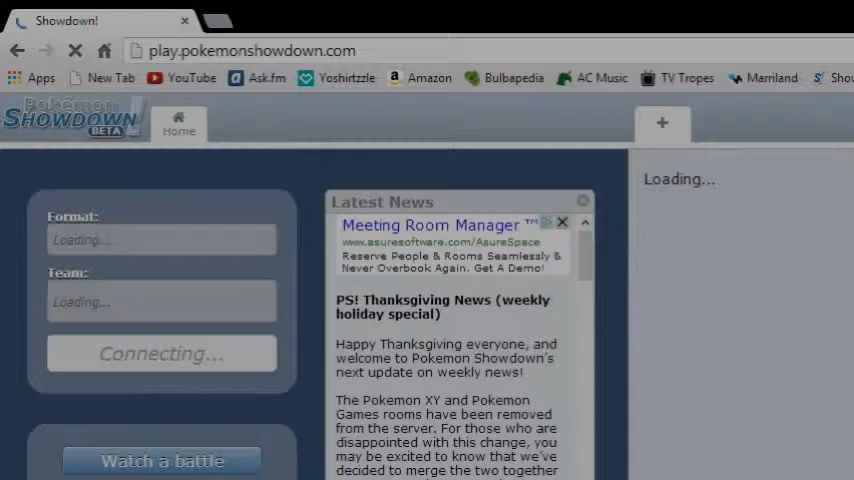 Showdown!
play.pokemonshowdown.com
Apps New Tab YouTube Ask.fm Yoshirtzzle Amazon Bulbapedia AC Music TV Tropes Marriland Show
Pokémon
SHOWDOWN!
BETA
Home
+
Loading...
Format:
Loading...
Team:
Loading...
Connecting...
Watch a battle
Latest News
Meeting Room Manager ™
www.asuresoftware.com/AsureSpace
Reserve People & Rooms Seamlessly &
Never Overbook Again. Get A Demo!
PS! Thanksgiving News (weekly
holiday special)
Happy Thanksgiving everyone, and
welcome to Pokemon Showdown's
next update on weekly news!
The Pokemon XY and Pokemon
Games rooms have been removed
from the server. For those who are
disappointed with this change, you
may be excited to know that we've
decided to merge the two together